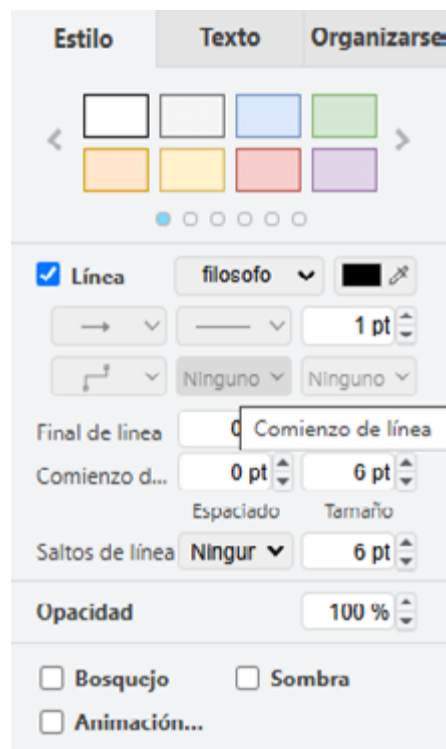 Estilo Texto Organizarse
Línea filosofo
1 pt
Ninguno Ninguno
Final de linea 0 Comienzo de línea
Comienzo d... 0 pt 6 pt
Espaciado Tamaño
Saltos de línea Ningur 6 pt
Opacidad 100 %
Bosquejo Sombra
Animación...